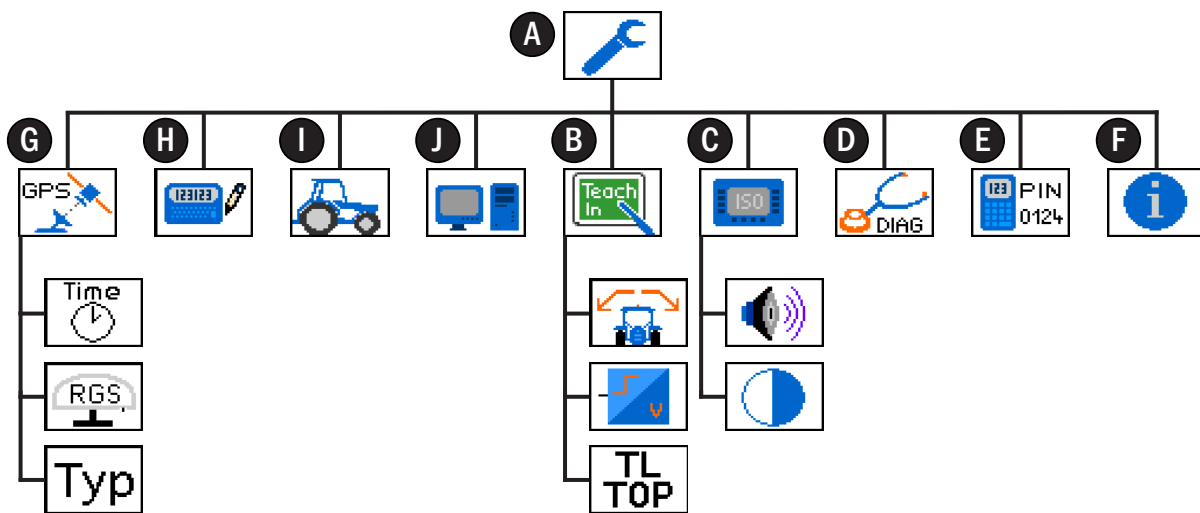 A
G
H
I
J
B
C
D
E
F
GPS
123123
Teach
In
ISO
DIAG
123
PIN
0124
i
Time
RGS
Typ
V
TL
TOP